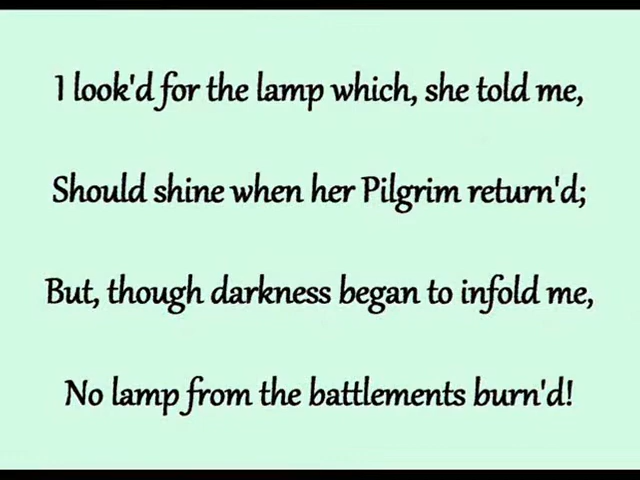 I look'd for the lamp which, she told me,
Should shine when her Pilgrim return'd;
But, though darkness began to infold me,
No lamp from the battlements burn'd!